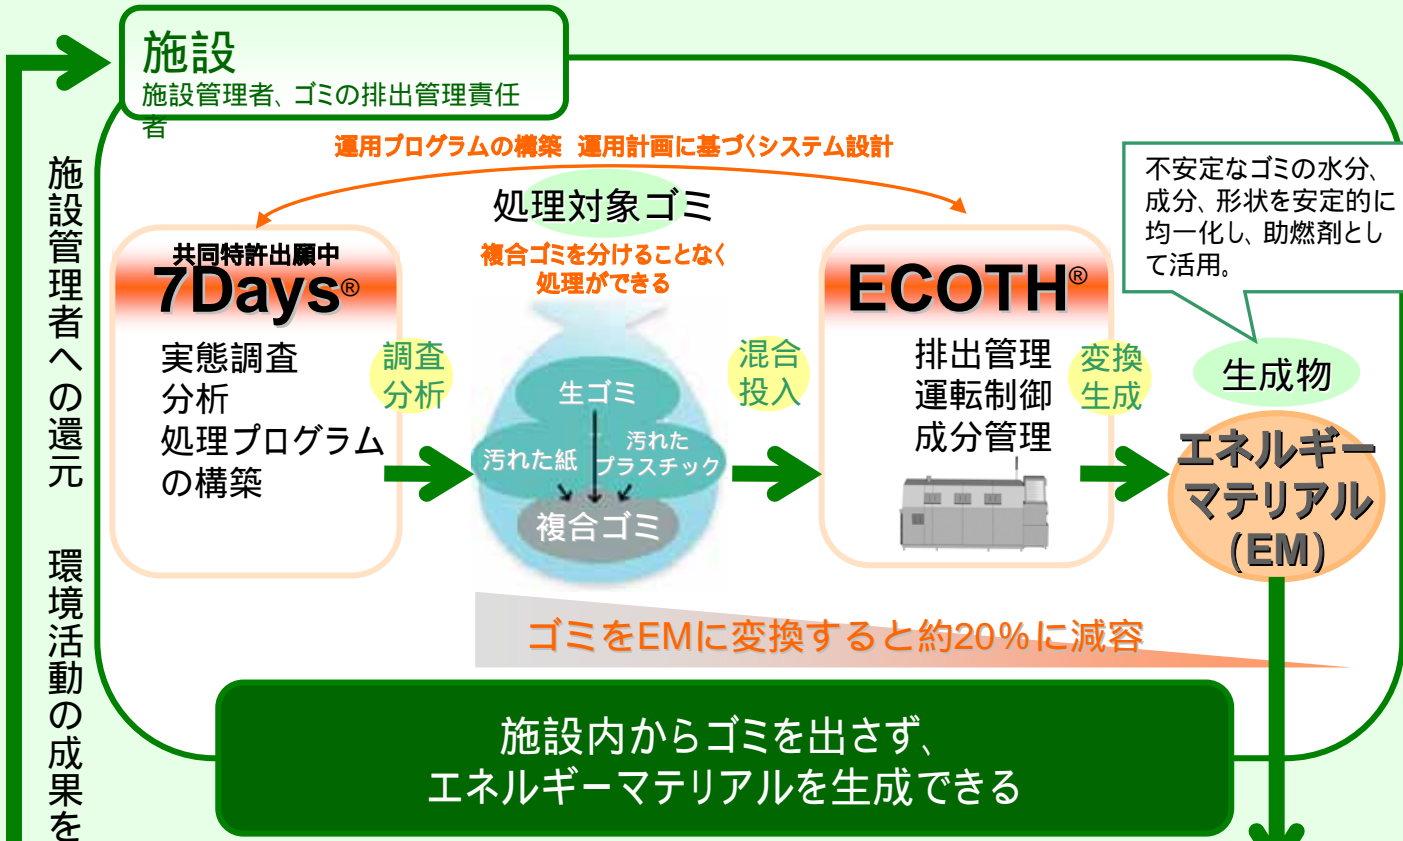 施設
施設管理者、ゴミの排出管理責任
者
運用プログラムの構築 運用計画に基づくシステム設計
処理対象ゴミ
複合ゴミを分けることなく
処理ができる
共同特許出願中
7Days®
実態調査
分析
処理プログラム
の構築
調査
分析
生ゴミ
汚れた紙
汚れた
プラスチック
複合ゴミ
混合
投入
ECOTH®
排出管理
運転制御
成分管理
変換
生成
不安定なゴミの水分、
成分、形状を安定的に
均一化し、助燃剤とし
て活用。
生成物
エネルギー
マテリアル
(EM)
ゴミをEMに変換すると約20%に減容
施設内からゴミを出さず、
エネルギーマテリアルを生成できる
施設管理者への還元 環境活動の成果を